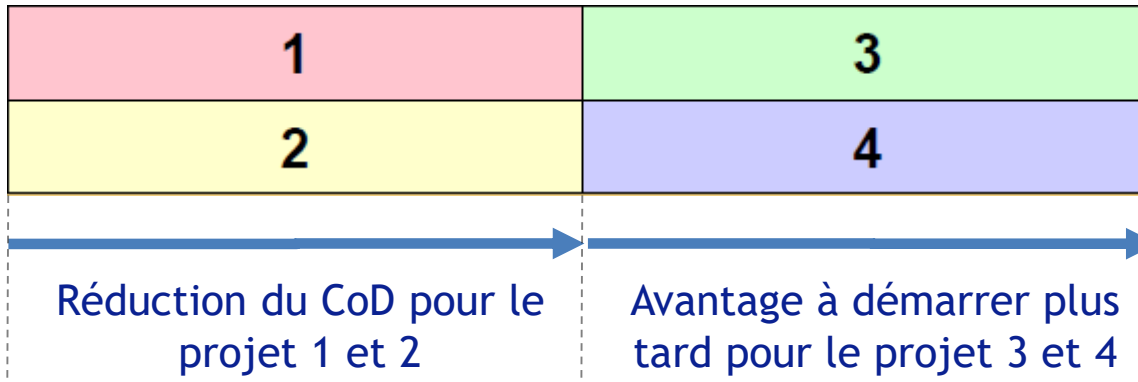 1
3
2
4
Réduction du CoD pour le
projet 1 et 2
Avantage à démarrer plus
tard pour le projet 3 et 4